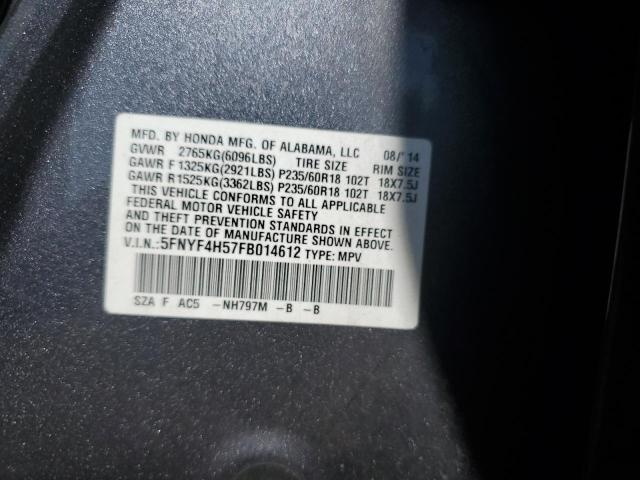 MFD. BY HONDA MFG. OF ALABAMA, LLC 08/'14
GVWR 2765KG(6096LBS) TIRE SIZE RIM SIZE
GAWR F 1325KG(2921LBS) P235/60R18 102T 18X7.5J
GAWR R1525KG(3362LBS) P235/60R18 102T 18X7.5J
THIS VEHICLE CONFORMS TO ALL APPLICABLE
FEDERAL MOTOR VEHICLE SAFETY
AND THEFT PREVENTION STANDARDS IN EFFECT
ON THE DATE OF MANUFACTURE SHOWN ABOVE.
V.I.N.:5FNYF4H57FB014612 TYPE: MPV
SZA F AC5 -NH797M -B -B